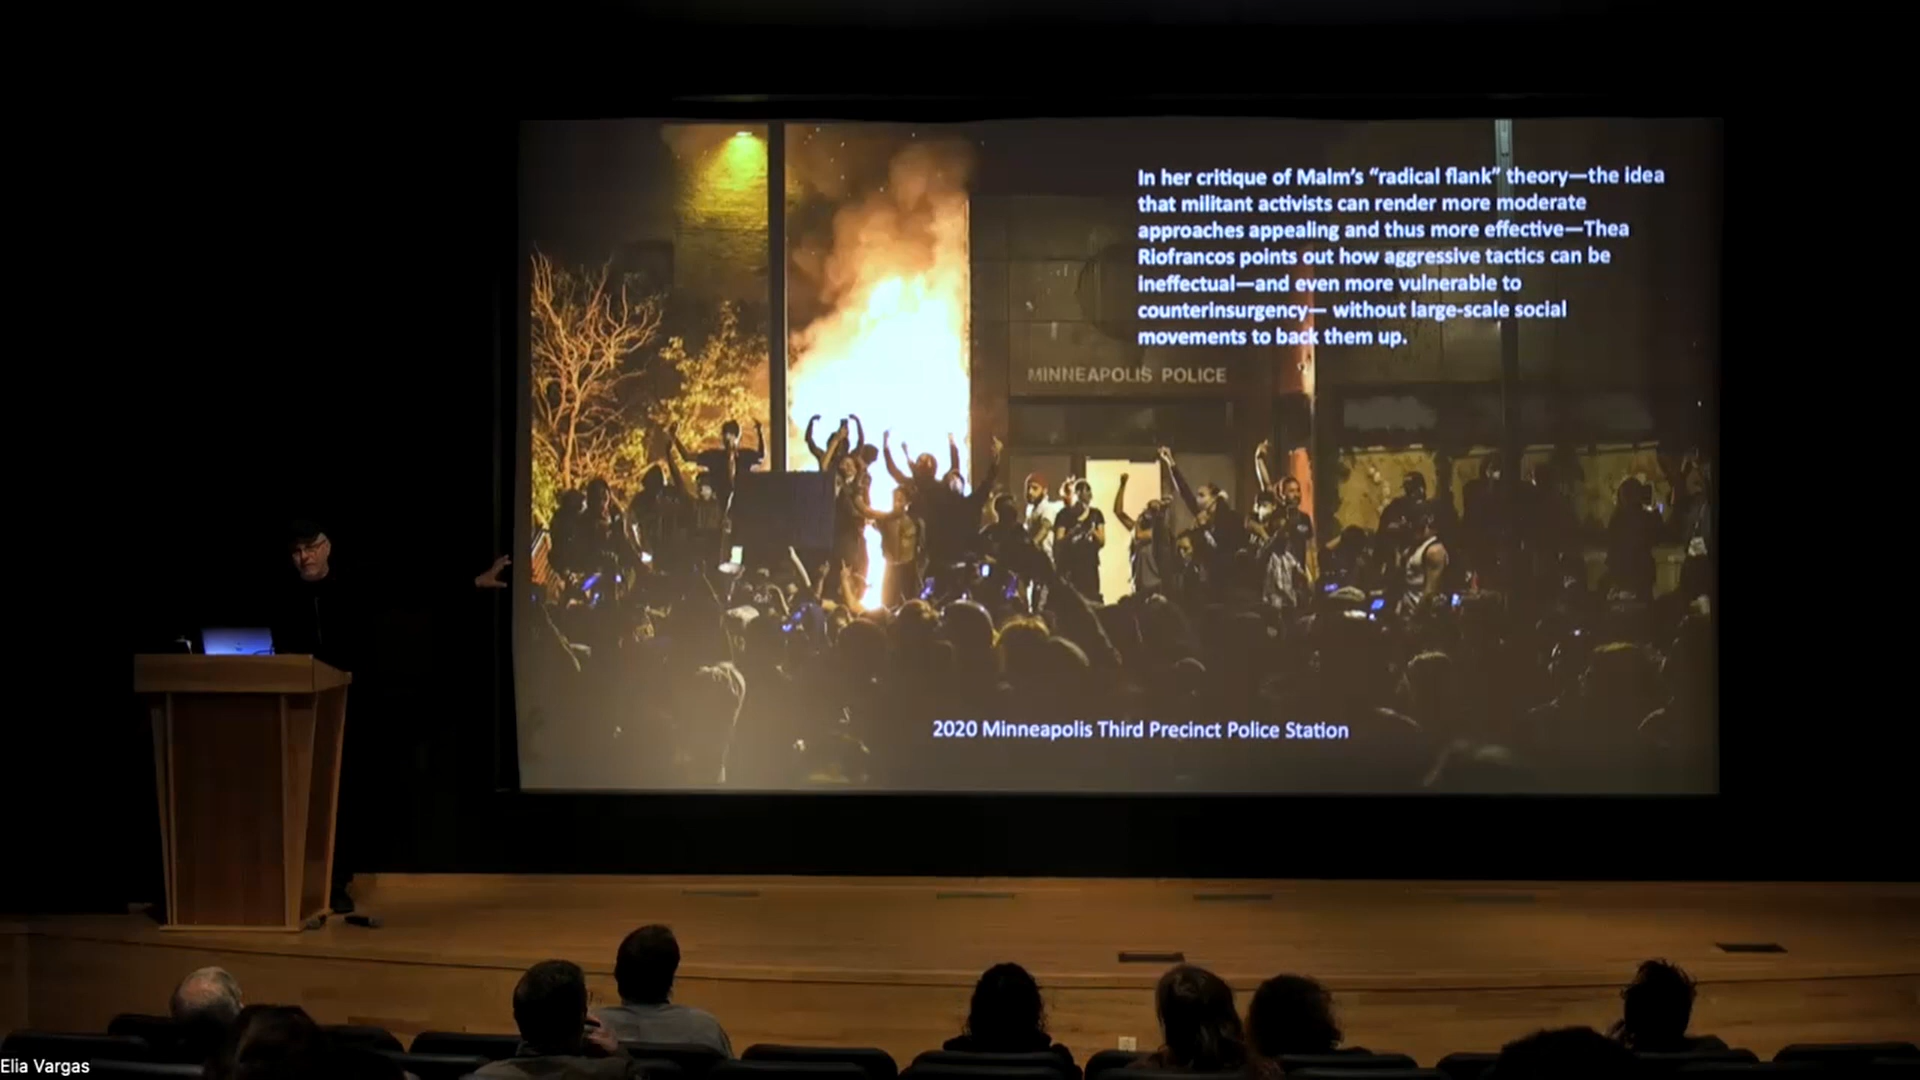 In her critique of Malm's “radical flank” theory—the idea
that militant activists can render more moderate
approaches appealing and thus more effective—Thea
Riofrancos points out how aggressive tactics can be
ineffectual—and even more vulnerable to
counterinsurgency— without large-scale social
movements to back them up.
MINNEAPOLIS POLICE
2020 Minneapolis Third Precinct Police Station
Elia Vargas